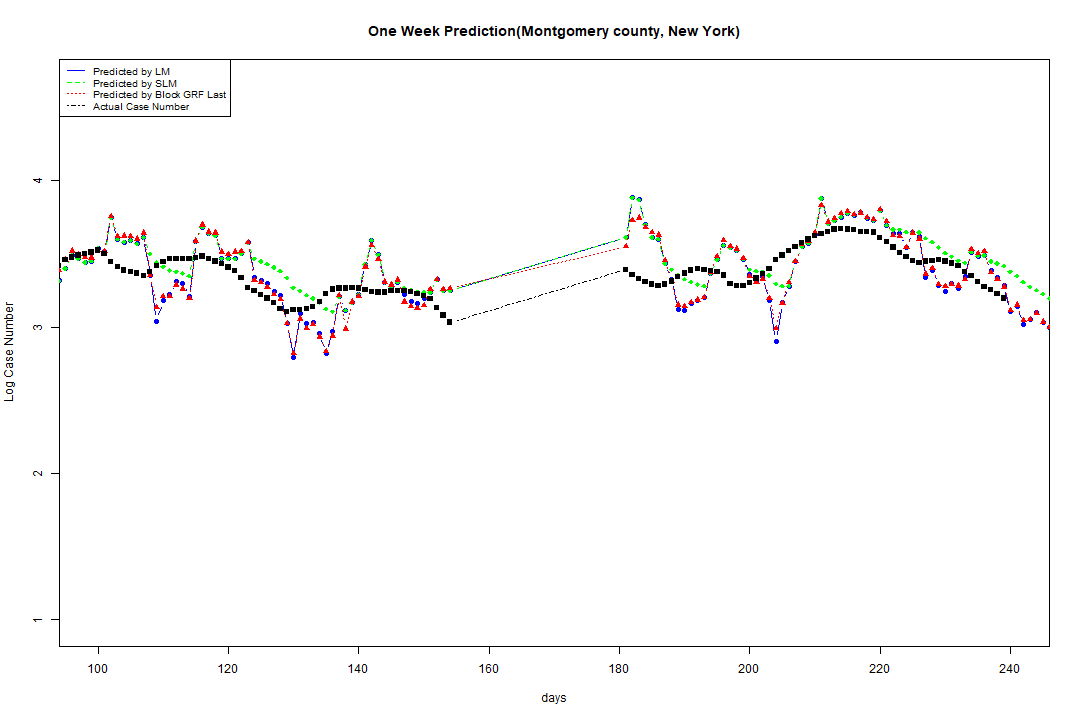 One Week Prediction(Montgomery county, New York)
Predicted by LM
Predicted by SLM
Predicted by Block GRF Last
Actual Case Number
4
3
2
1
Log Case Number
100 120 140 160 180 200 220 240
days